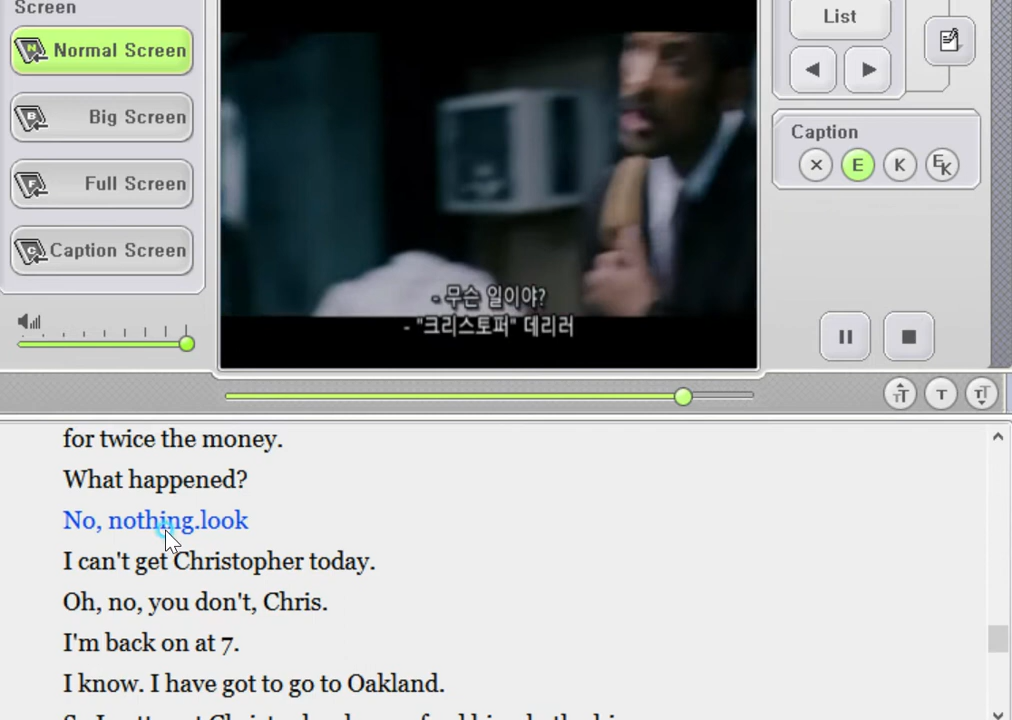 Screen
Normal Screen
Big Screen
Full Screen
Caption Screen
- 무슨 일이야?
- "크리스토퍼" 데리러
List
Caption
E
K
EK
T
for twice the money.
What happened?
No, nothing.look
I can't get Christopher today.
Oh, no, you don't, Chris.
I'm back on at 7.
I know. I have got to go to Oakland.